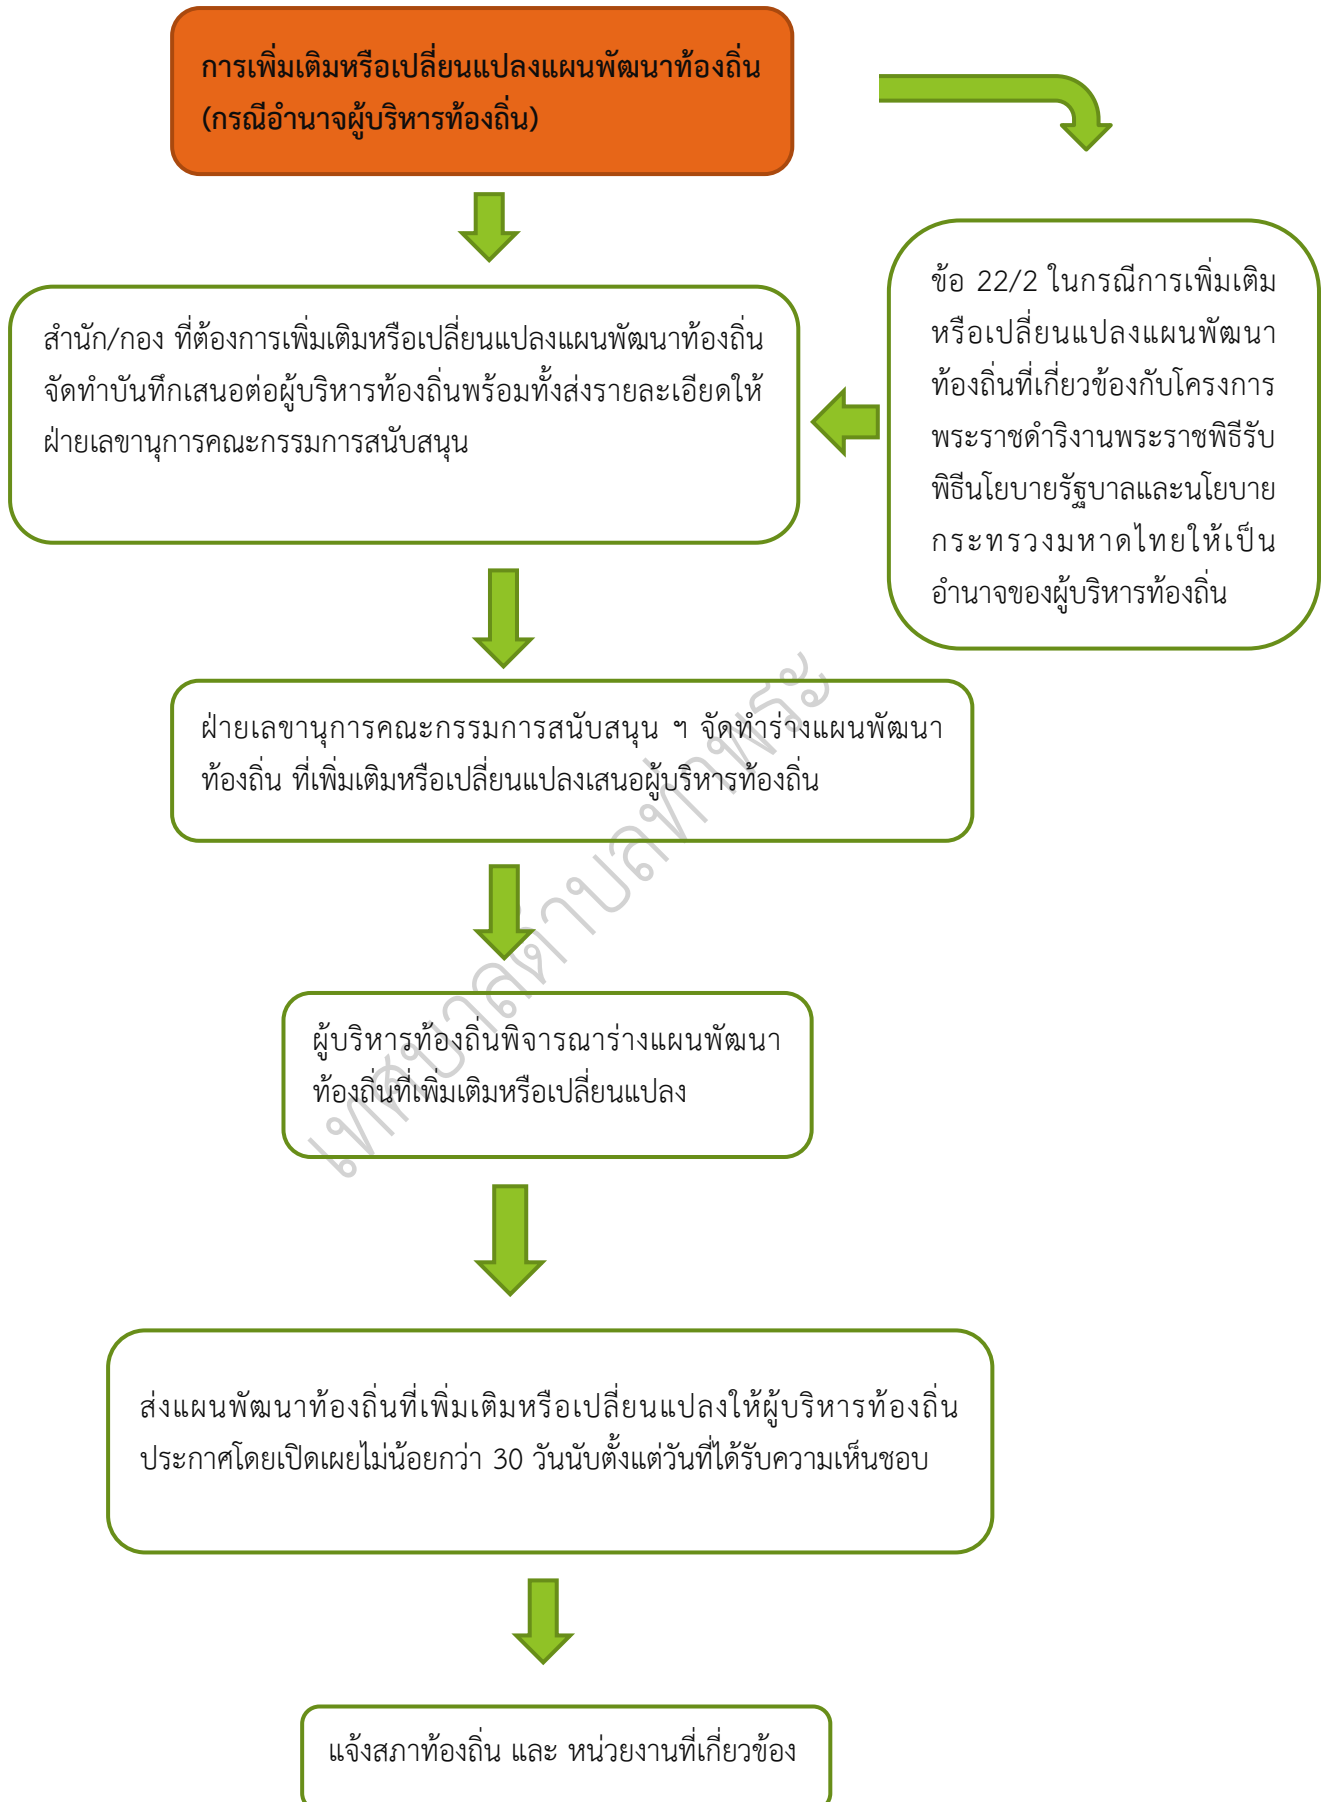 การเพิ่มเติมหรือเปลี่ยนแปลงแผนพัฒนาท้องถิ่น
(กรณีอำนาจผู้บริหารท้องถิ่น)
สำนัก/กอง ที่ต้องการเพิ่มเติมหรือเปลี่ยนแปลงแผนพัฒนาท้องถิ่น
จัดทำบันทึกเสนอต่อผู้บริหารท้องถิ่นพร้อมทั้งส่งรายละเอียดให้
ฝ่ายเลขานุการคณะกรรมการสนับสนุน
ข้อ 22/2 ในกรณีการเพิ่มเติม
หรือเปลี่ยนแปลงแผนพัฒนา
ท้องถิ่นที่เกี่ยวข้องกับโครงการ
พระราชดำริงานพระราชพิธีรับ
พิธีนโยบายรัฐบาลและนโยบาย
กระทรวงมหาดไทยให้เป็น
อำนาจของผู้บริหารท้องถิ่น
ฝ่ายเลขานุการคณะกรรมการสนับสนุน ฯ จัดทำร่างแผนพัฒนา
ท้องถิ่น ที่เพิ่มเติมหรือเปลี่ยนแปลงเสนอผู้บริหารท้องถิ่น
ผู้บริหารท้องถิ่นพิจารณาร่างแผนพัฒนา
ท้องถิ่นที่เพิ่มเติมหรือเปลี่ยนแปลง
ส่งแผนพัฒนาท้องถิ่นที่เพิ่มเติมหรือเปลี่ยนแปลงให้ผู้บริหารท้องถิ่น
ประกาศโดยเปิดเผยไม่น้อยกว่า 30 วันนับตั้งแต่วันที่ได้รับความเห็นชอบ
แจ้งสภาท้องถิ่น และ หน่วยงานที่เกี่ยวข้อง
เทศบาลตำบลท่าพระ